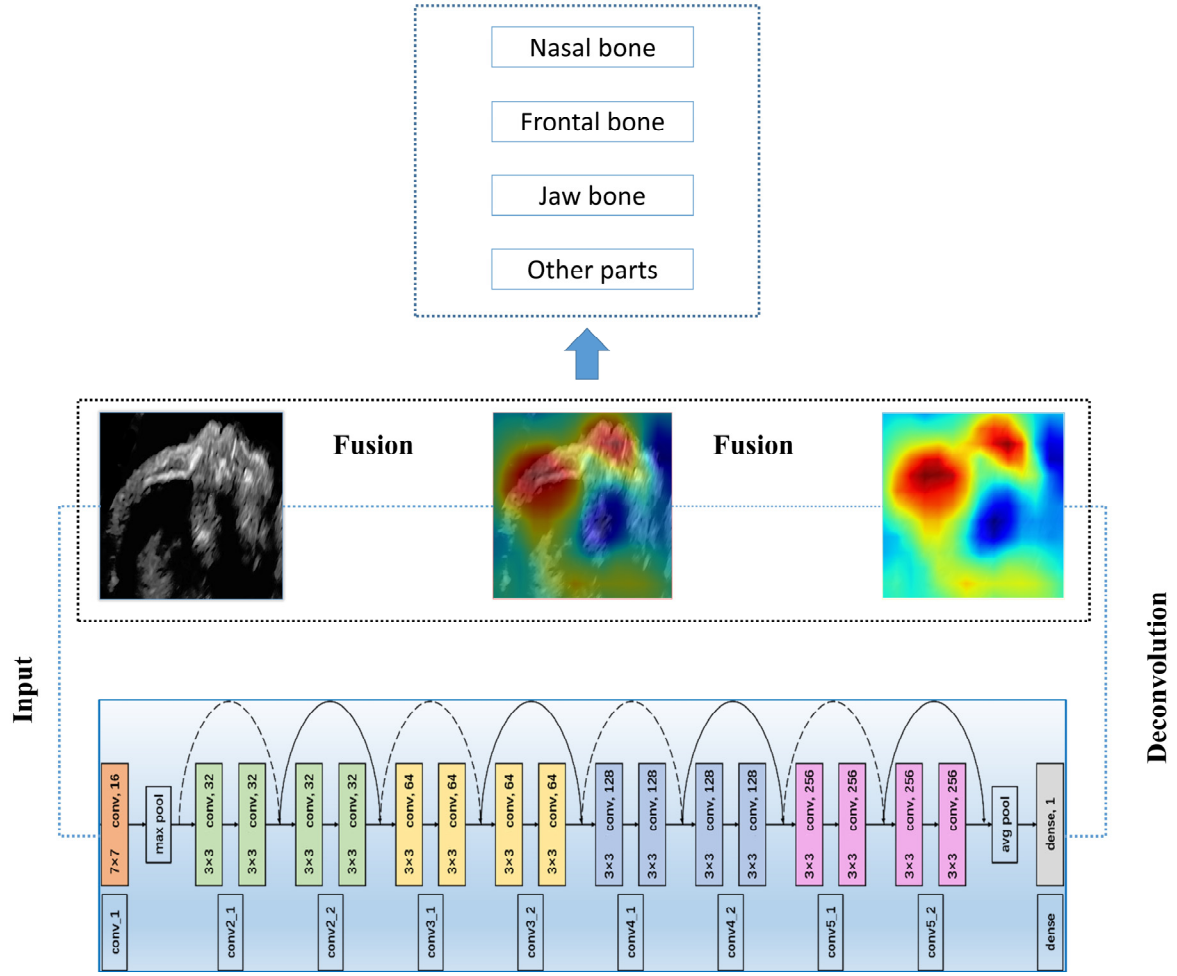 Nasal bone
Frontal bone
Jaw bone
Other parts
Fusion
Fusion
Input
Deconvolution
7×7 conv, 16
max pool
3×3 conv, 32
3×3 conv, 32
3×3 conv, 32
3×3 conv, 32
3×3 conv, 64
3×3 conv, 64
3×3 conv, 64
3×3 conv, 64
3×3 conv, 128
3×3 conv, 128
3×3 conv, 128
3×3 conv, 128
3×3 conv, 256
3×3 conv, 256
3×3 conv, 256
3×3 conv, 256
avg pool
dense, 1
conv_1
conv2_1
conv2_2
conv3_1
conv3_2
conv4_1
conv4_2
conv5_1
conv5_2
dense